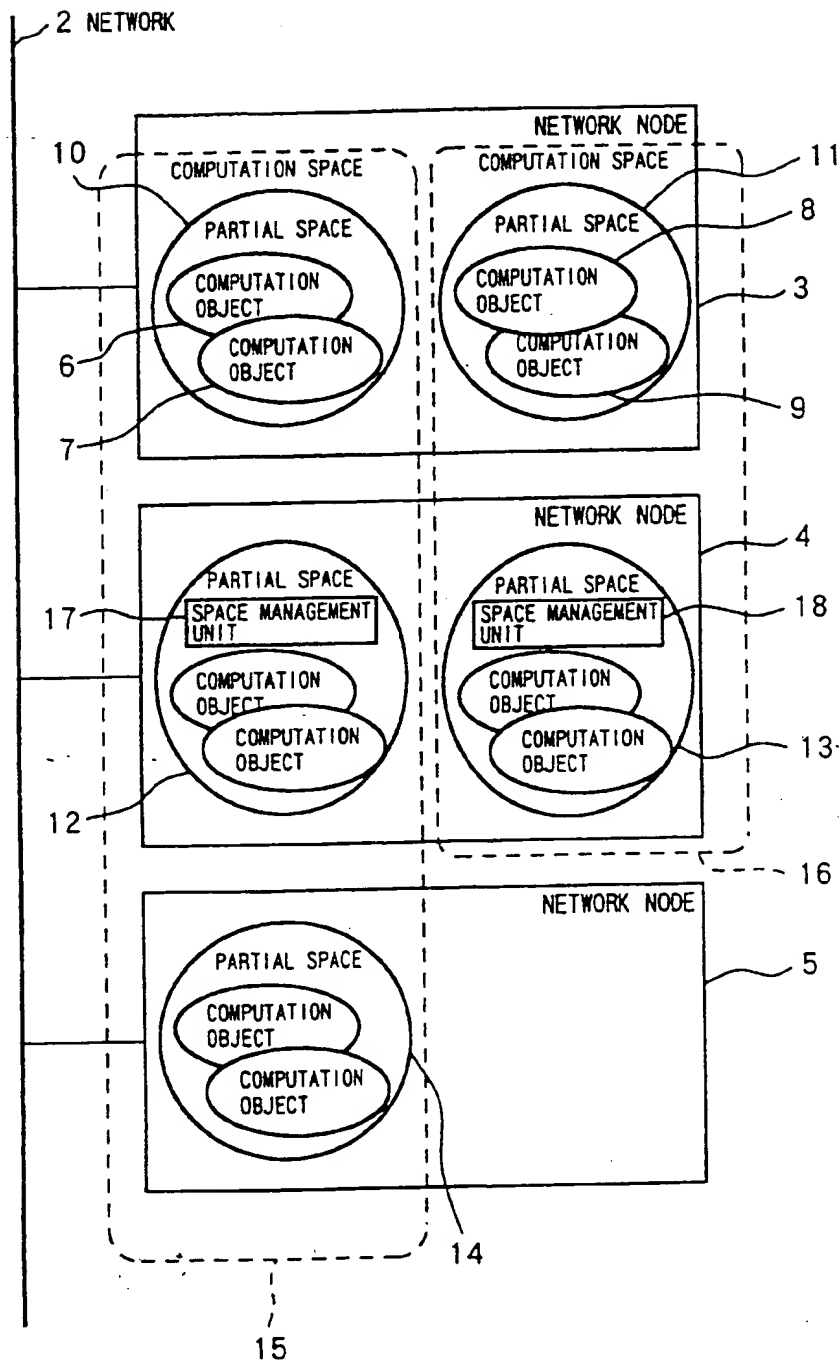 2 NETWORK
NETWORK NODE
10
COMPUTATION SPACE
COMPUTATION SPACE
11
PARTIAL SPACE
PARTIAL SPACE
8
COMPUTATION
OBJECT
COMPUTATION
OBJECT
3
6
COMPUTATION
OBJECT
COMPUTATION
OBJECT
7
9
NETWORK NODE
4
PARTIAL SPACE
PARTIAL SPACE
17
SPACE MANAGEMENT
UNIT
SPACE MANAGEMENT
UNIT
18
COMPUTATION
OBJECT
COMPUTATION
OBJECT
COMPUTATION
OBJECT
COMPUTATION
OBJECT
13
12
16
NETWORK NODE
PARTIAL SPACE
5
COMPUTATION
OBJECT
COMPUTATION
OBJECT
14
15